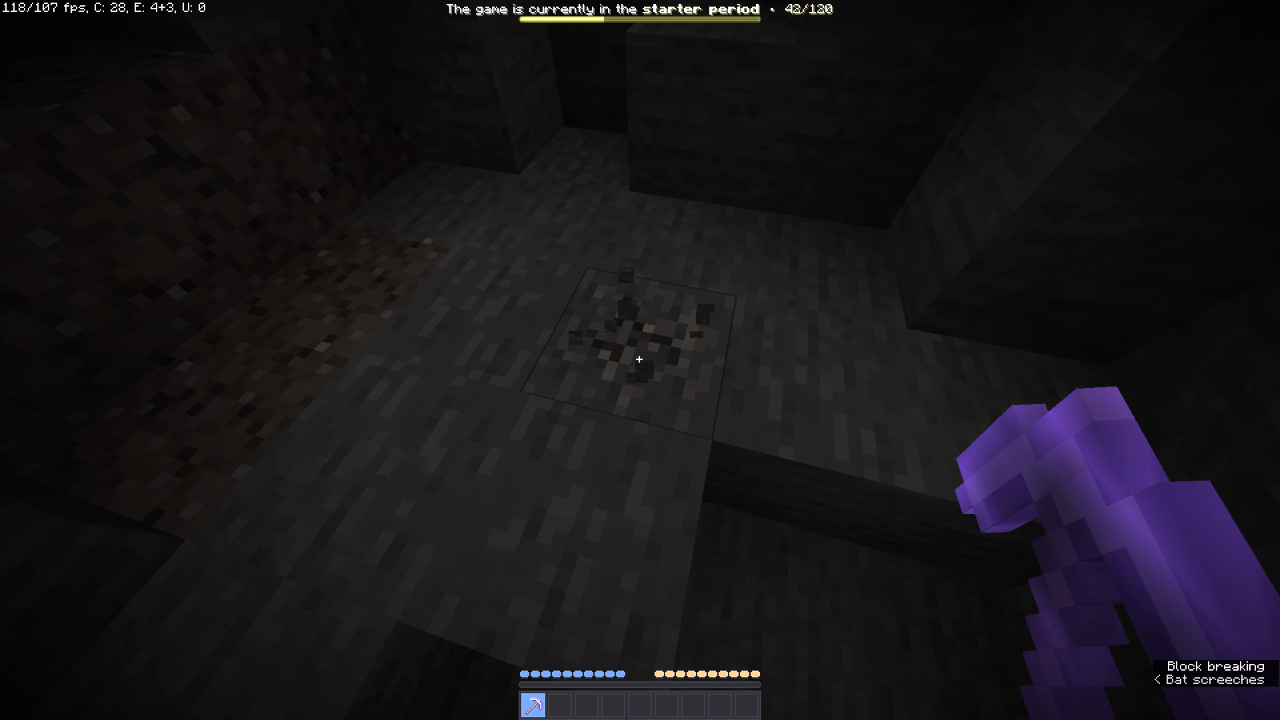 118/107 fps, C: 28, E: 4+3, U: 0
The game is currently in the starter period • 42/120
Block breaking
< Bat screeches